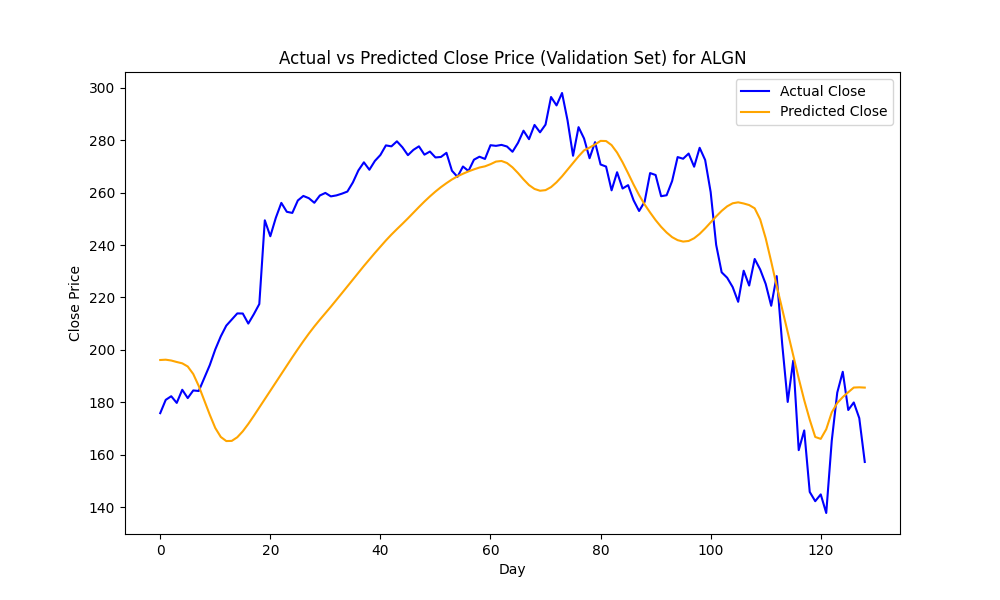 Actual vs Predicted Close Price (Validation Set) for ALGN
Actual Close
Predicted Close
Close Price
300
280
260
240
220
200
180
160
140
0 20 40 60 80 100 120
Day